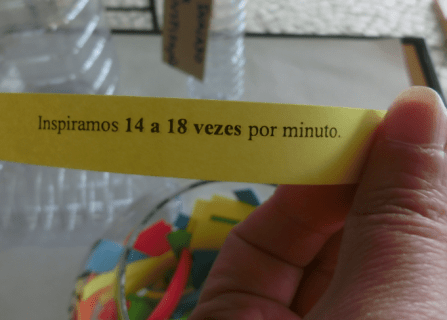 Inspiramos 14 a 18 vezes por minuto.